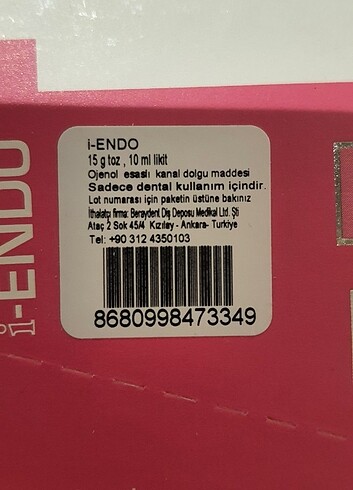 i-ENDO
i-ENDO
15 g toz , 10 ml likit
Ojenol esaslı kanal dolgu maddesi
Sadece dental kullanım içindir.
Lot numarası için paketin üstüne bakınız
İthalatçı firma: Beraydent Diş Deposu Medikal Ltd. Şti
Ataç 2 Sok 45/4 Kızılay - Ankara- Turkiye
Tel: +90 312 4350103
8680998473349